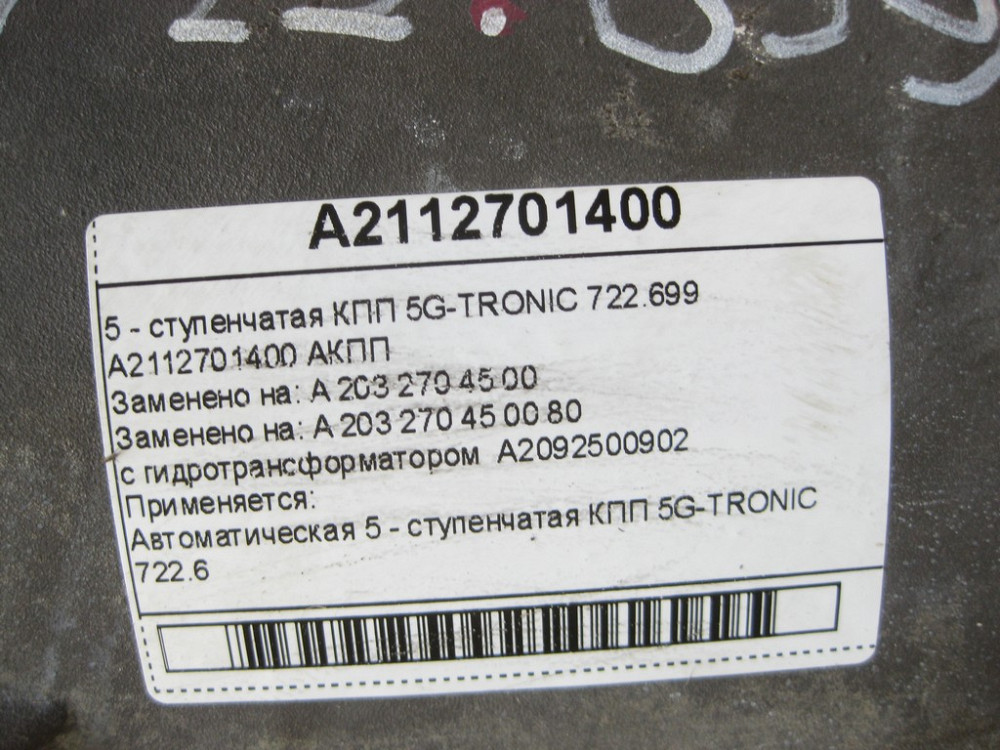 A2112701400
5 - ступенчатая КПП 5G-TRONIC 722.699
A2112701400 АКПП
Заменено на: A 203 270 45 00
Заменено на: A 203 270 45 00 80
с гидротрансформатором A2092500902
Применяется:
Автоматическая 5 - ступенчатая КПП 5G-TRONIC
722.6